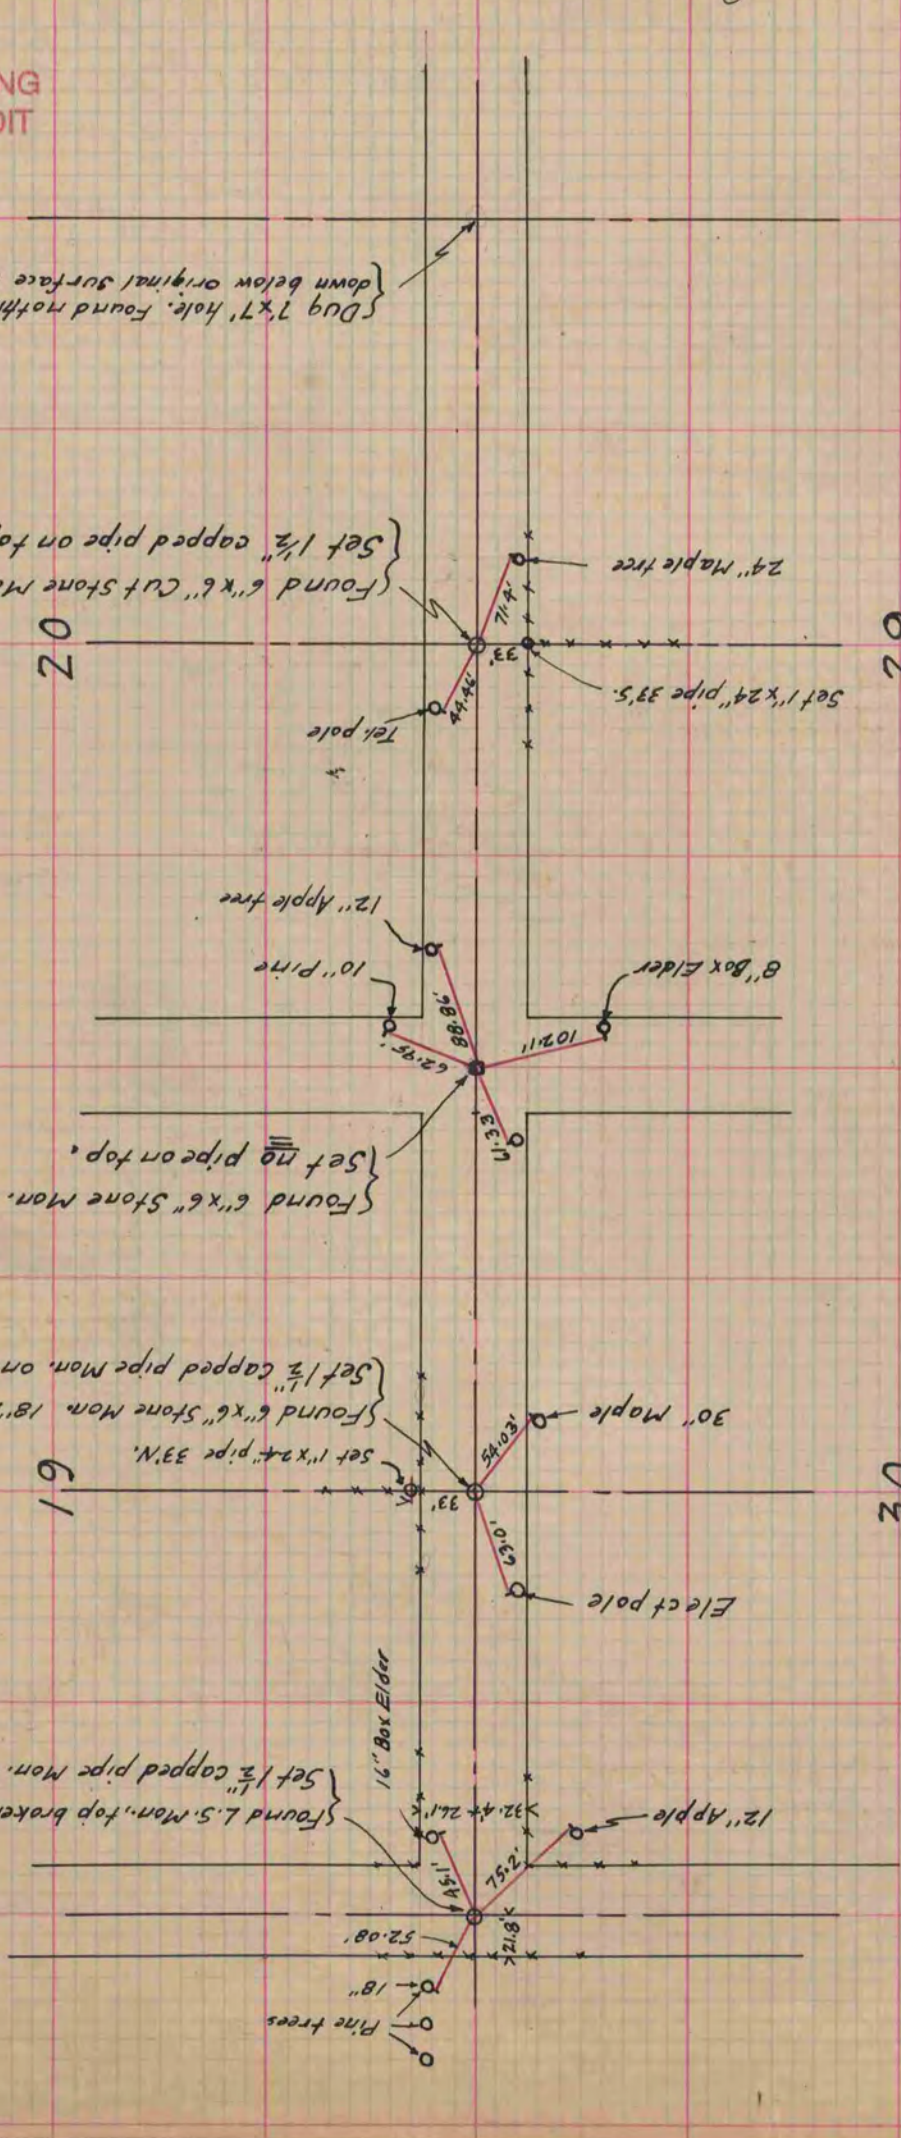 NG
DIT
{Dug 7'x7' hole. Found
{down below original surface
{Found 6"x6" Cut Stone
{Set 1½" capped pipe on
20
24" Maple tree
71.4'
33'
44.46'
Set 1"x24" pipe 33'S.
Tel. pole
12" Apple tree
10" Pine
8" Box Elder
88.86'
62.95'
102.11
51.33
{Found 6"x6" Stone Mon.
{Set no pipe on top.
{Found 6"x6" Stone Mon. 18"
{Set 1½" capped pipe Mon. on
Set 1"x24" pipe 33'N.
19
30
33'
54.03'
30" Maple
63.0'
Elect pole
16" Box Elder
{Found L.S. Mon., top broken
{Set 1½" capped pipe Mon.
32.4'
26.1'
12" Apple
45.1'
75.2'
21.8'
52.08'
18"
Pine trees